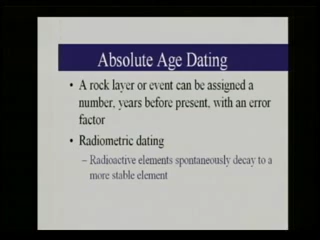 Absolute Age Dating
• A rock layer or event can be assigned a
number, years before present, with an error
factor
• Radiometric dating
– Radioactive elements spontaneously decay to a
more stable element